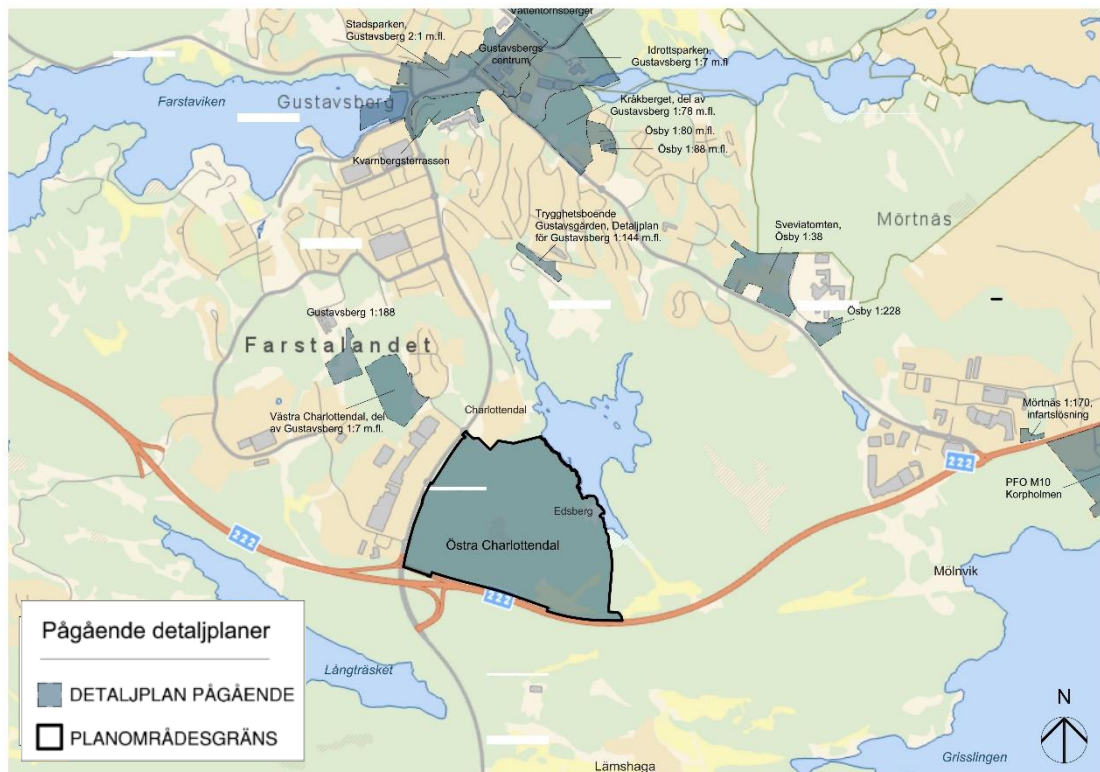 Vattentornsberget
Stadsparken,
Gustavsberg 2:1 m.fl.
Gustavsbergs
centrum
Idrottsparken,
Gustavsberg 1:7 m.fl
Farstaviken
Gustavsberg
Kråkberget, del av
Gustavsberg 1:78 m.fl.
Ösby 1:80 m.fl.
Ösby 1:88 m.fl.
Kvarnbergsterrassen
Trygghetsboende
Gustavsgården, Detaljplan
för Gustavsberg 1:144 m.fl.
Sveviatomten,
Ösby 1:38
Mörtnäs
Ösby 1:228
Gustavsberg 1:188
Farstalandet
Västra Charlottendal, del
av Gustavsberg 1:7 m.fl.
Charlottendal
Mörtnäs 1:170,
infartslösning
222
PFO M10
Korpholmen
Edsberg
222
Östra Charlottendal
Mölnvik
222
Pågående detaljplaner
DETALJPLAN PÅGÅENDE
PLANOMRÅDESGRÄNS
Långträsket
N
Lämshaga
Grisslingen